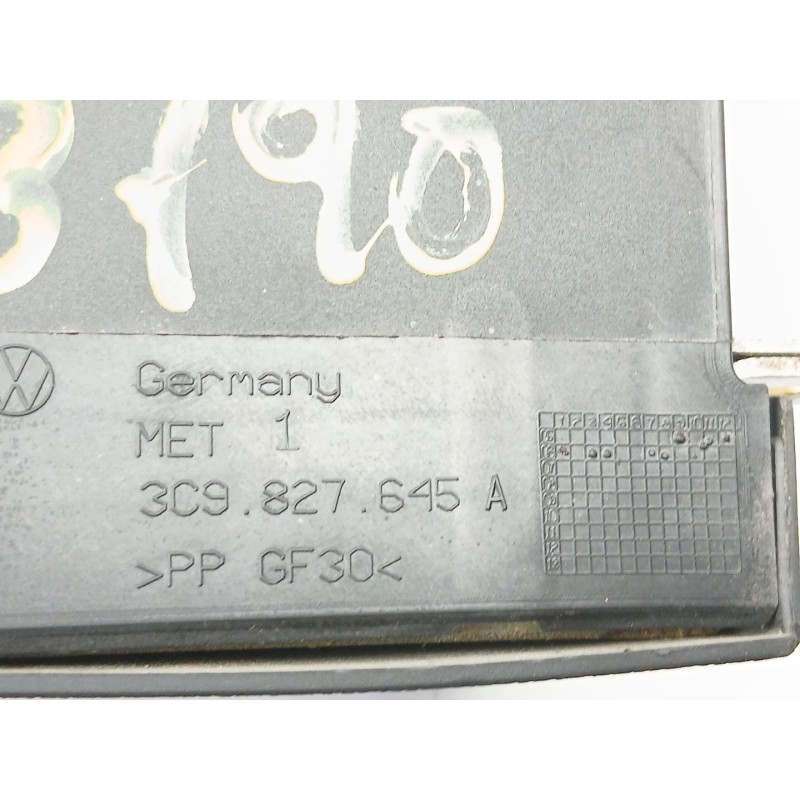 3190
Germany
MET 1
3C9.827.645 A
>PP GF30<